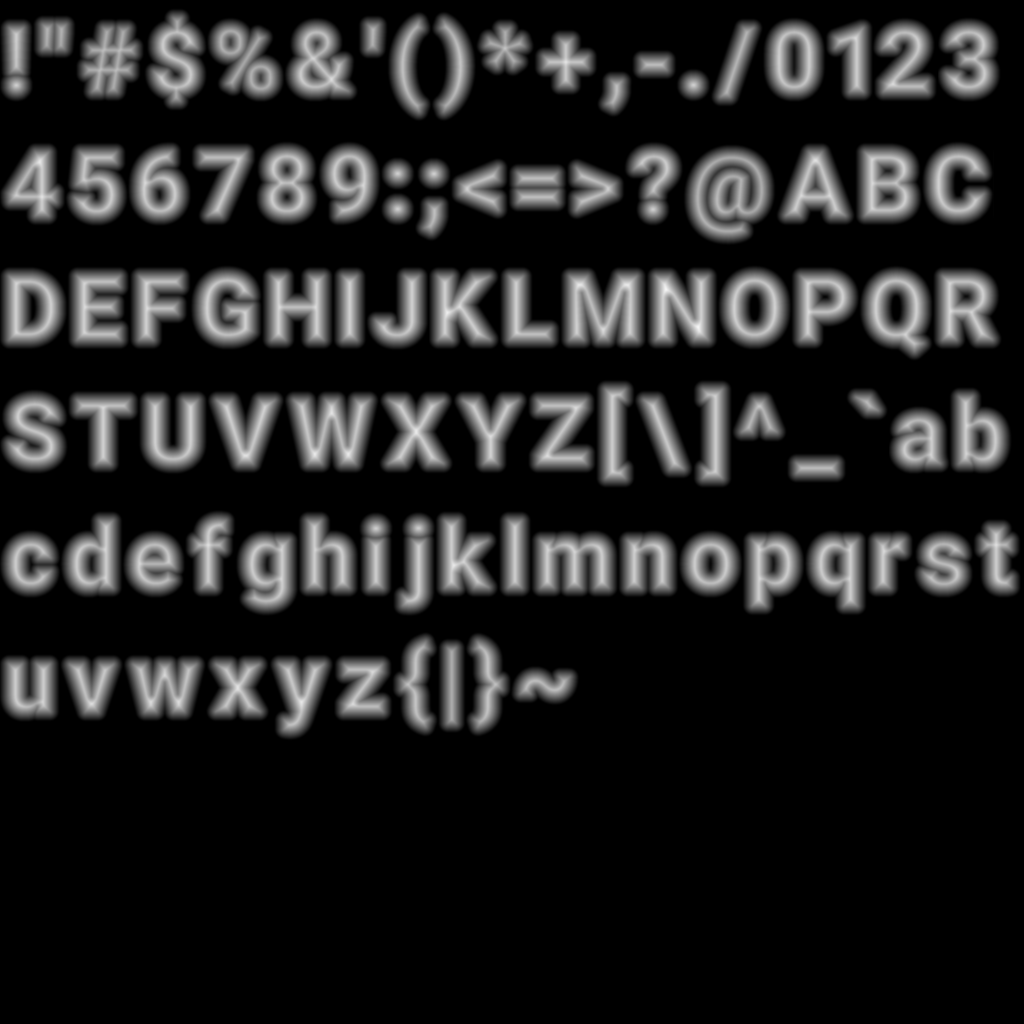 !"#$%&'()*+,-./0123
456789:;<=>?@ABC
DEFGHIJKLMNOPQR
STUVWXYZ[\]^_`ab
cdefghijklmnopqrst
uvwxyz{|}~